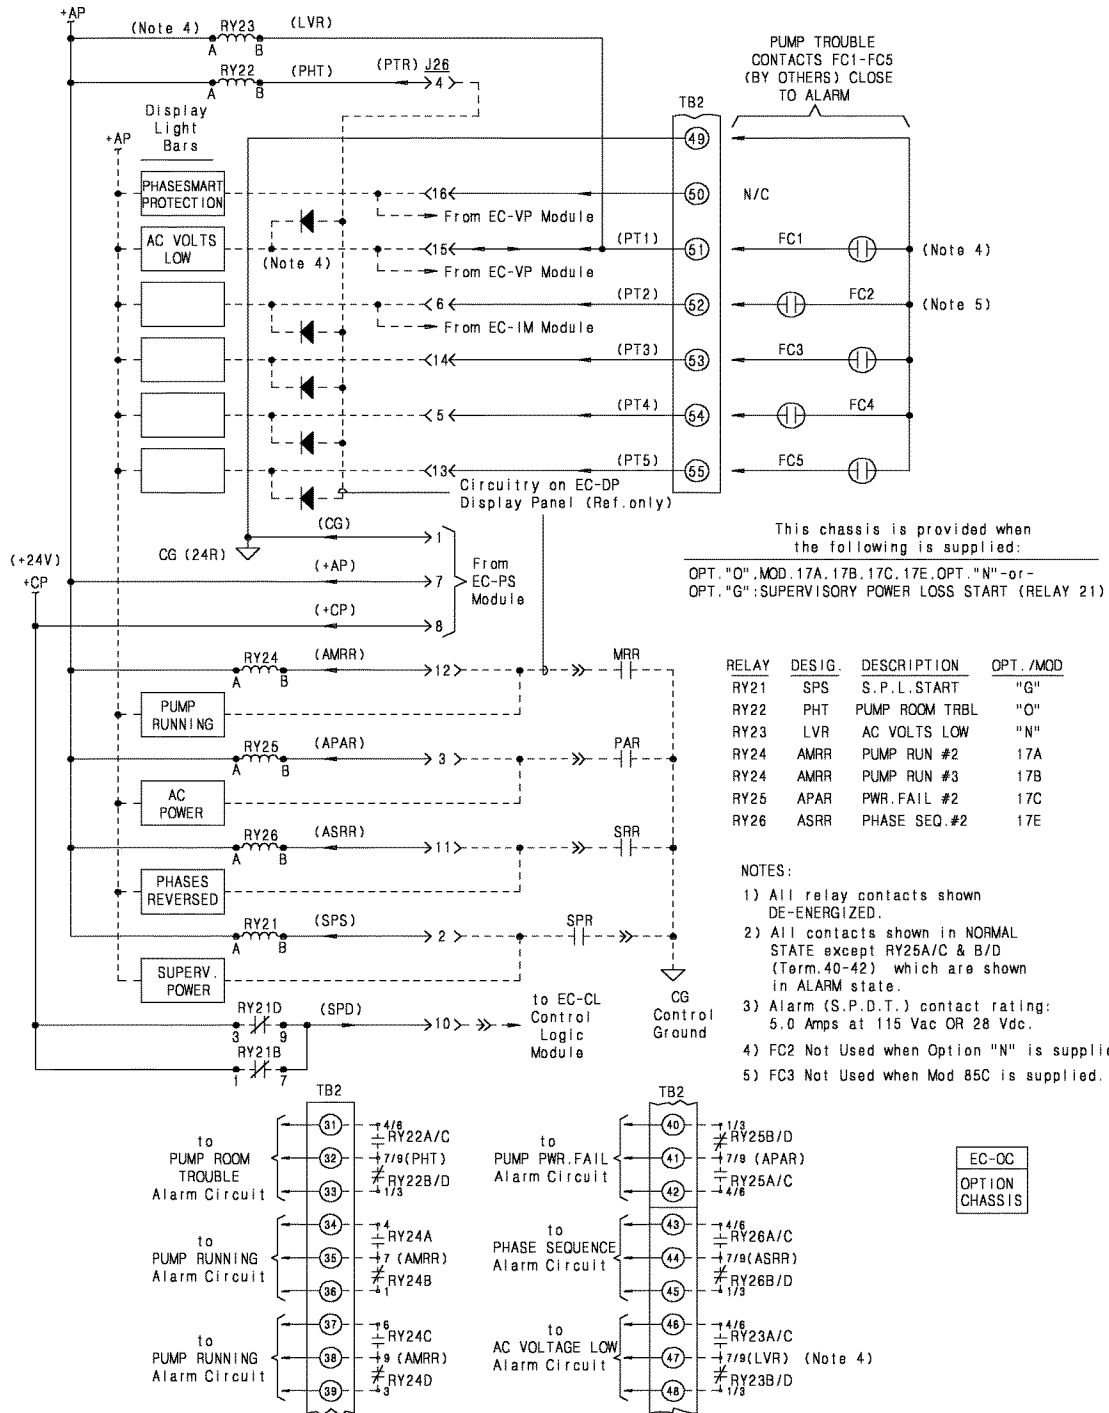 +AP
(Note 4) RY23 (LVR)
A B
RY22 (PHT) (PTR) J26
A B 4
PUMP TROUBLE
CONTACTS FC1-FC5
(BY OTHERS) CLOSE
TO ALARM
TB2
+AP
Display
Light
Bars
49
PHASESMART
PROTECTION
16 50 N/C
From EC-VP Module
AC VOLTS
LOW
(Note 4) 15 (PT1) 51 FC1 (Note 4)
From EC-VP Module
6 (PT2) 52 FC2 (Note 5)
From EC-IM Module
14 (PT3) 53 FC3
5 (PT4) 54 FC4
13 (PT5) 55 FC5
Circuitry on EC-DP
Display Panel (Ref.only)
(CG) 1
CG (24R)
(+24V)
+CP
(+AP) 7
(+CP) 8
From
EC-PS
Module
This chassis is provided when
the following is supplied:
OPT."O",MOD.17A,17B,17C,17E,OPT."N"-or-
OPT."G":SUPERVISORY POWER LOSS START (RELAY 21)
RY24 (AMRR) 12 MRR
A B
PUMP
RUNNING
RY25 (APAR) 3 PAR
A B
AC
POWER
RY26 (ASRR) 11 SRR
A B
PHASES
REVERSED
RY21 (SPS) 2 SPR
A B
SUPERV.
POWER
RELAY DESIG. DESCRIPTION OPT./MOD
RY21 SPS S.P.L.START "G"
RY22 PHT PUMP ROOM TRBL "O"
RY23 LVR AC VOLTS LOW "N"
RY24 AMRR PUMP RUN #2 17A
RY24 AMRR PUMP RUN #3 17B
RY25 APAR PWR.FAIL #2 17C
RY26 ASRR PHASE SEQ.#2 17E
NOTES:
1) All relay contacts shown
DE-ENERGIZED.
2) All contacts shown in NORMAL
STATE except RY25A/C & B/D
(Term.40-42) which are shown
in ALARM state.
3) Alarm (S.P.D.T.) contact rating:
5.0 Amps at 115 Vac OR 28 Vdc.
4) FC2 Not Used when Option "N" is supplie
5) FC3 Not Used when Mod 85C is supplied.
RY21D (SPD) 10
3 9
RY21B
1 7
to EC-CL
Control
Logic
Module
CG
Control
Ground
TB2
31 4/6
RY22A/C
32 7/9(PHT)
RY22B/D
33 1/3
to
PUMP ROOM
TROUBLE
Alarm Circuit
34 4
RY24A
35 7 (AMRR)
RY24B
36 1
to
PUMP RUNNING
Alarm Circuit
37 6
RY24C
38 9 (AMRR)
RY24D
39 3
to
PUMP RUNNING
Alarm Circuit
TB2
40 1/3
RY25B/D
41 7/9 (APAR)
RY25A/C
42 4/6
to
PUMP PWR.FAIL
Alarm Circuit
43 4/6
RY26A/C
44 7/9(ASRR)
RY26B/D
45 1/3
to
PHASE SEQUENCE
Alarm Circuit
46 4/6
RY23A/C
47 7/9(LVR) (Note 4)
RY23B/D
48 1/3
to
AC VOLTAGE LOW
Alarm Circuit
EC-OC
OPTION
CHASSIS